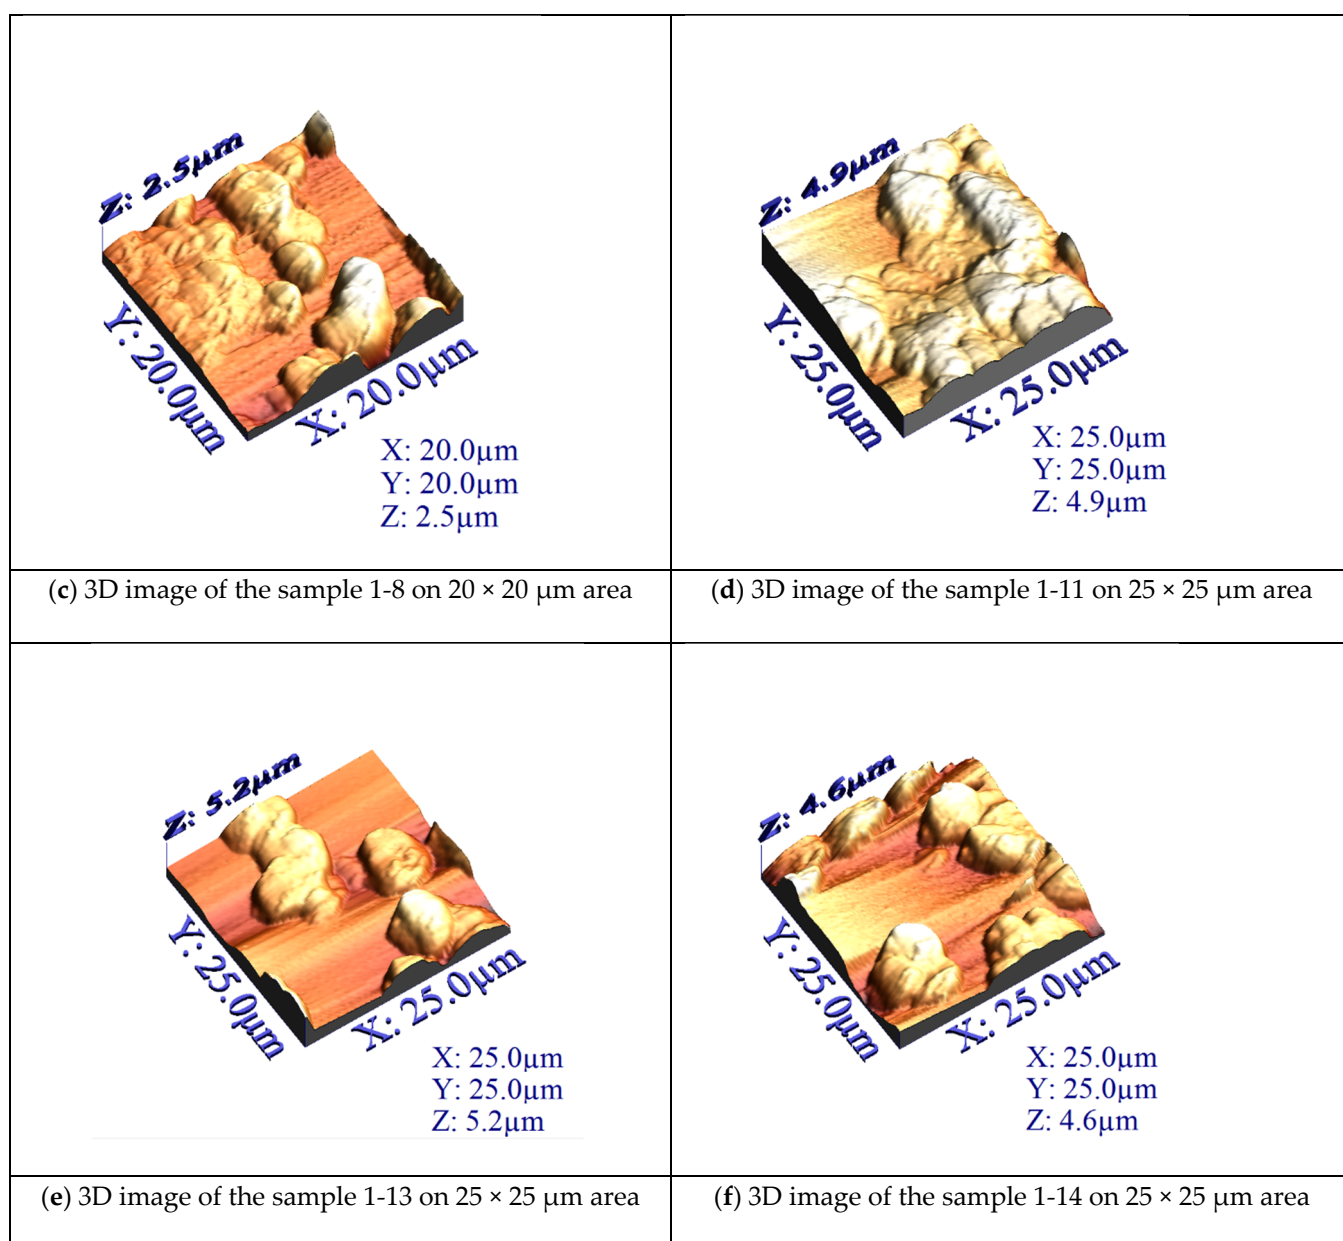 Z: 2.5µm
Y: 20.0µm
X: 20.0µm
X: 20.0µm
Y: 20.0µm
Z: 2.5µm
(c) 3D image of the sample 1-8 on 20 × 20 µm area
Z: 4.9µm
Y: 25.0µm
X: 25.0µm
X: 25.0µm
Y: 25.0µm
Z: 4.9µm
(d) 3D image of the sample 1-11 on 25 × 25 µm area
Z: 5.2µm
Y: 25.0µm
X: 25.0µm
X: 25.0µm
Y: 25.0µm
Z: 5.2µm
(e) 3D image of the sample 1-13 on 25 × 25 µm area
Z: 4.6µm
Y: 25.0µm
X: 25.0µm
X: 25.0µm
Y: 25.0µm
Z: 4.6µm
(f) 3D image of the sample 1-14 on 25 × 25 µm area